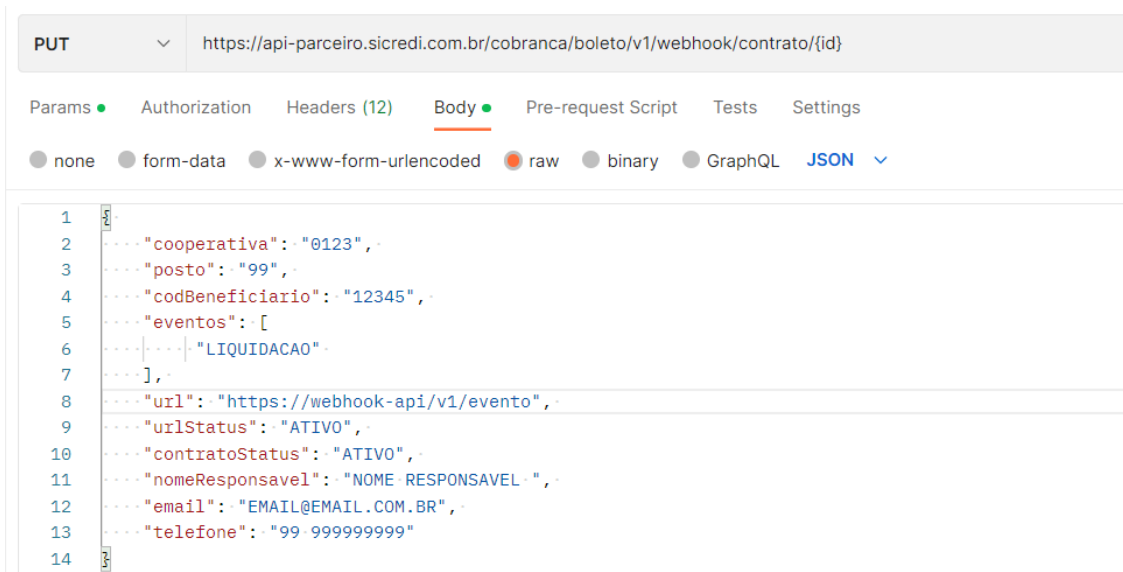 PUT https://api-parceiro.sicredi.com.br/cobranca/boleto/v1/webhook/contrato/{id}
Params Authorization Headers (12) Body Pre-request Script Tests Settings
none form-data x-www-form-urlencoded raw binary GraphQL JSON
1 {
2 "cooperativa": "0123",
3 "posto": "99",
4 "codBeneficiario": "12345",
5 "eventos": [
6 "LIQUIDACAO"
7 ],
8 "url": "https://webhook-api/v1/evento",
9 "urlStatus": "ATIVO",
10 "contratoStatus": "ATIVO",
11 "nomeResponsavel": "NOME RESPONSAVEL ",
12 "email": "EMAIL@EMAIL.COM.BR",
13 "telefone": "99 999999999"
14 }